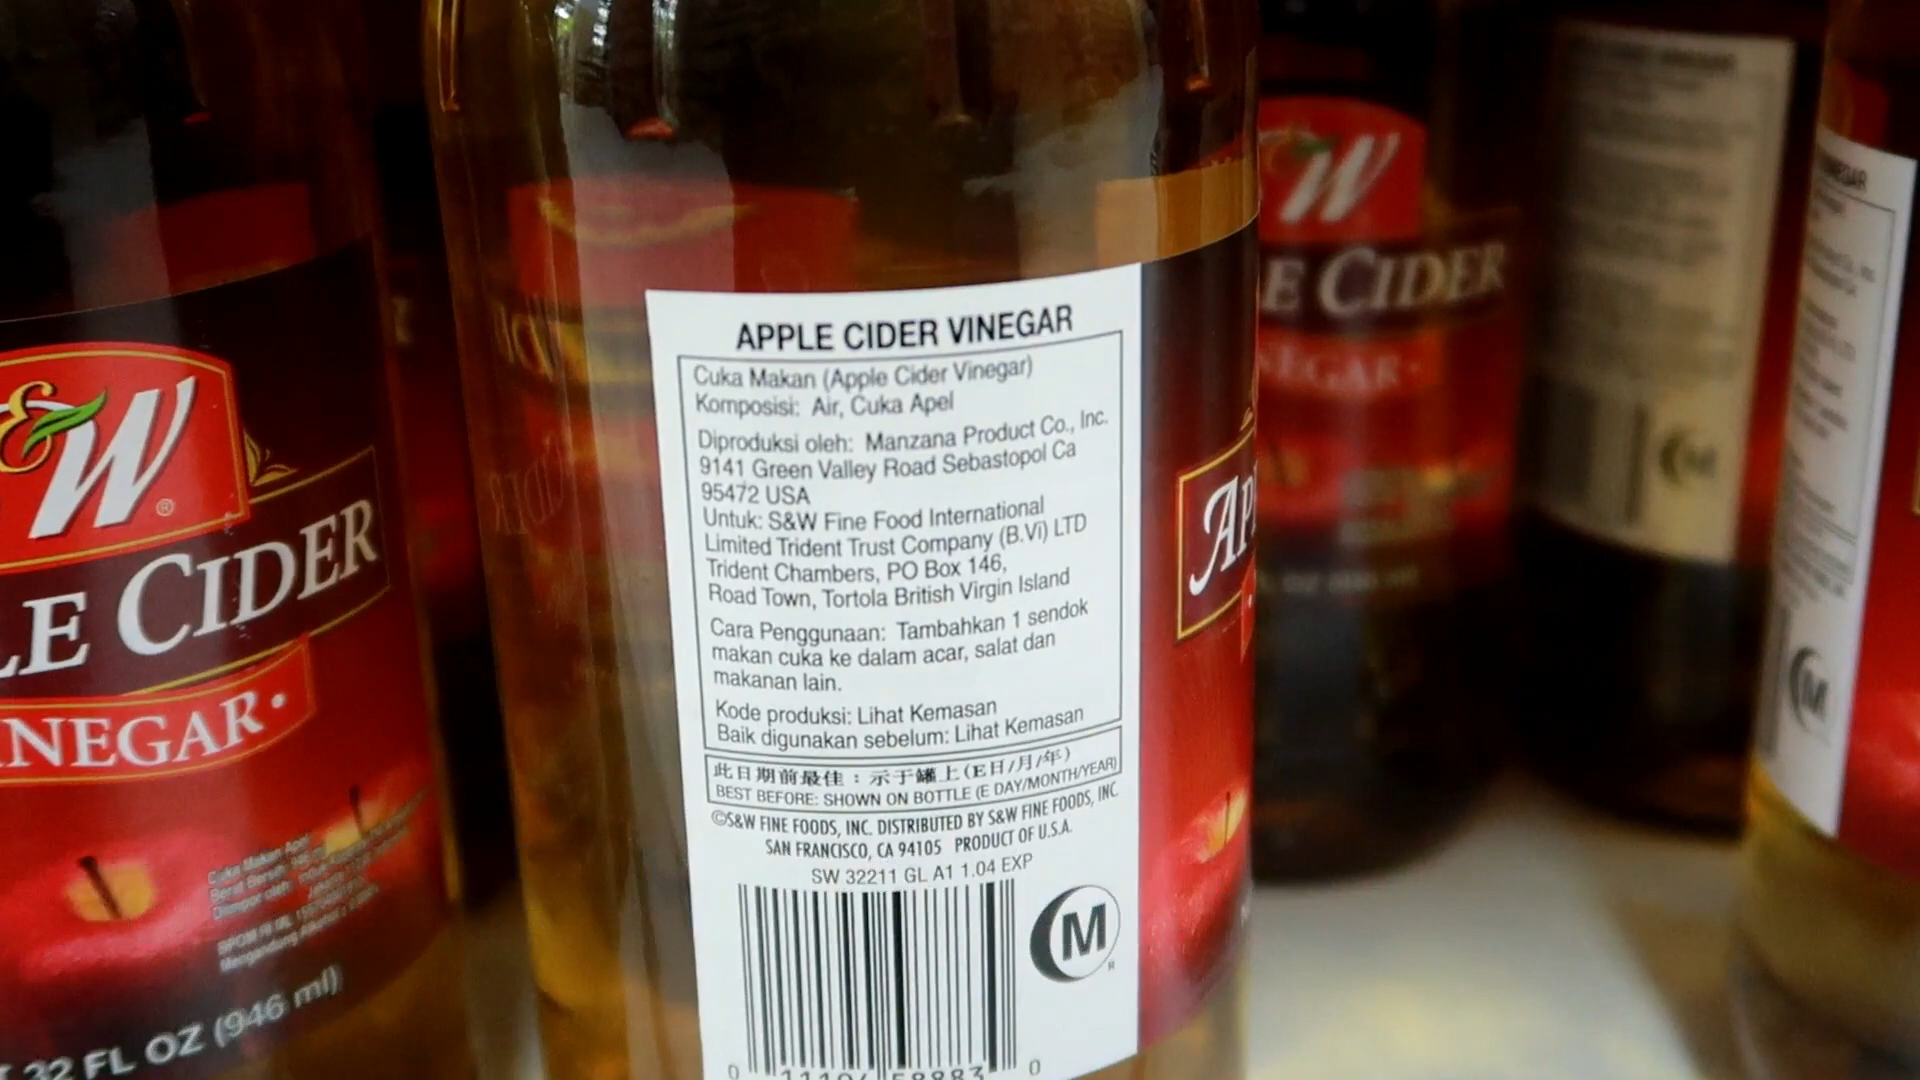 APPLE CIDER VINEGAR
Cuka Makan (Apple Cider Vinegar)
Komposisi: Air, Cuka Apel
Diproduksi oleh: Manzana Product Co., Inc.
9141 Green Valley Road Sebastopol Ca
95472 USA
Untuk: S&W Fine Food International
Limited Trident Trust Company (B.Vi) LTD
Trident Chambers, PO Box 146,
Road Town, Tortola British Virgin Island
Cara Penggunaan: Tambahkan 1 sendok
makan cuka ke dalam acar, salat dan
makanan lain.
Kode produksi: Lihat Kemasan
Baik digunakan sebelum: Lihat Kemasan
此日期前最佳：示于罐上(E日/月/年)
BEST BEFORE: SHOWN ON BOTTLE (E DAY/MONTH/YEAR)
©S&W FINE FOODS, INC. DISTRIBUTED BY S&W FINE FOODS, INC
SAN FRANCISCO, CA 94105 PRODUCT OF U.S.A.
SW 32211 GL A1 1.04 EXP
M
&W®
LE CIDER
INEGAR
Cuka Makan Apel
32 FL OZ (946 ml)
AP
W
E CIDER
EGAR
M
M